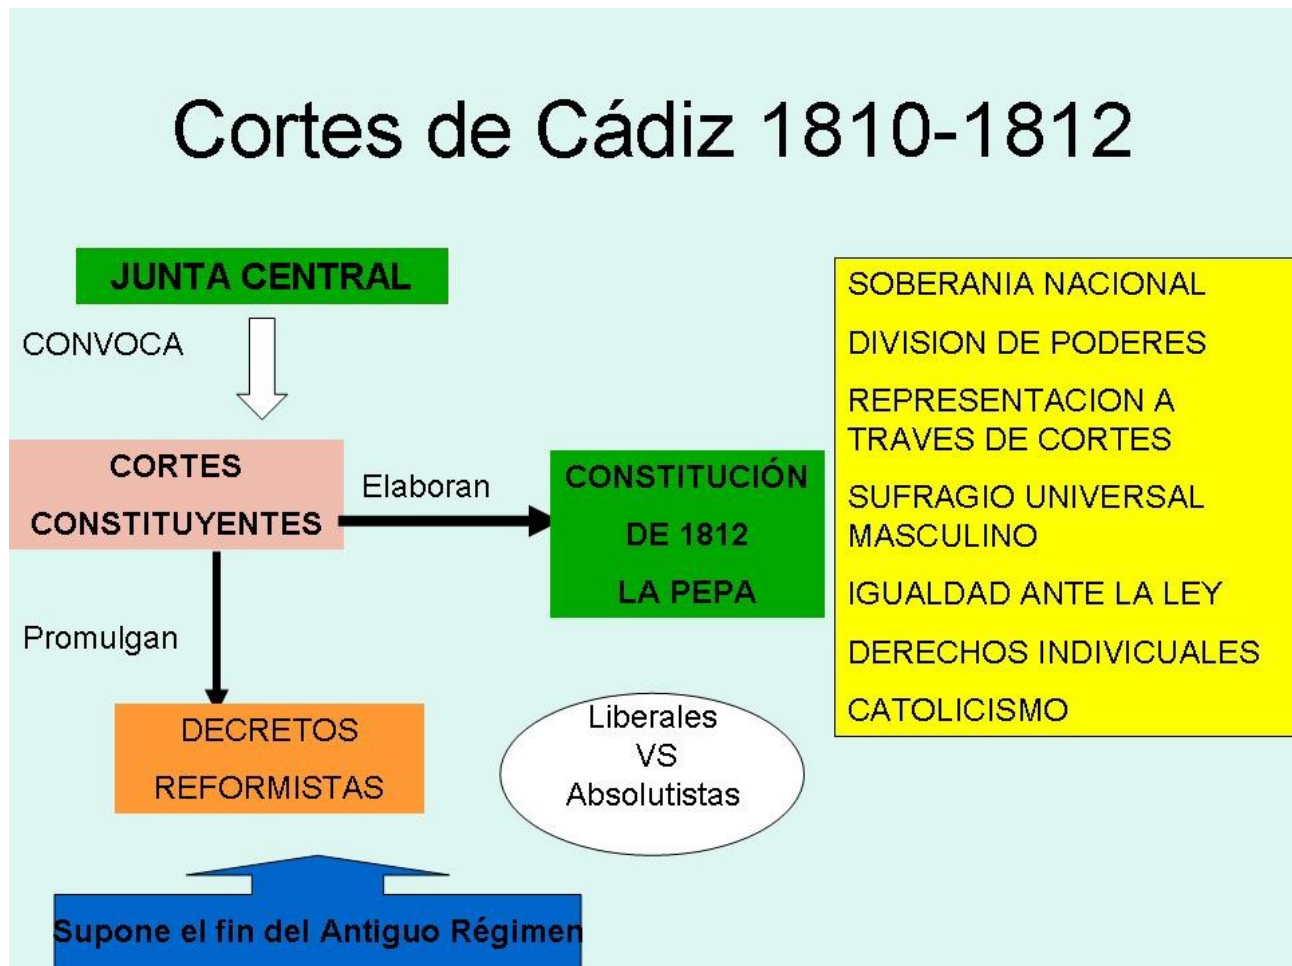 Cortes de Cádiz 1810-1812
JUNTA CENTRAL
CONVOCA
CORTES
CONSTITUYENTES
Elaboran
CONSTITUCIÓN
DE 1812
LA PEPA
SOBERANIA NACIONAL
DIVISION DE PODERES
REPRESENTACION A
TRAVES DE CORTES
SUFRAGIO UNIVERSAL
MASCULINO
IGUALDAD ANTE LA LEY
DERECHOS INDIVICUALES
CATOLICISMO
Promulgan
DECRETOS
REFORMISTAS
Liberales
VS
Absolutistas
Supone el fin del Antiguo Régimen